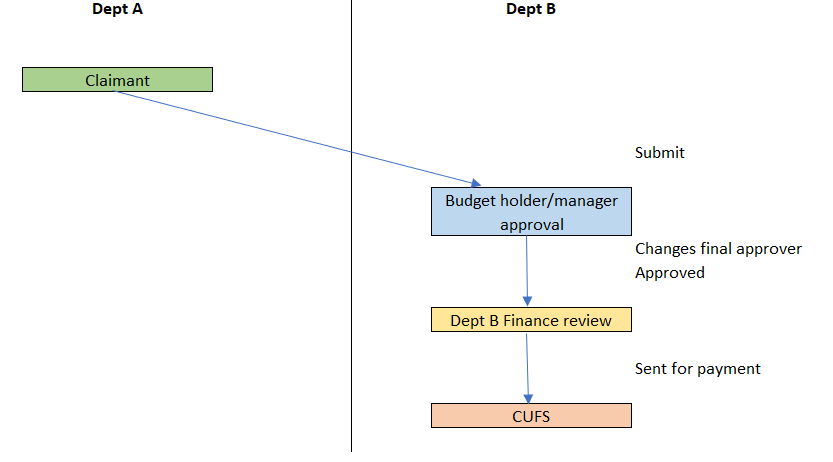 Dept A
Dept B
Claimant
Submit
Budget holder/manager
approval
Changes final approver
Approved
Dept B Finance review
Sent for payment
CUFS